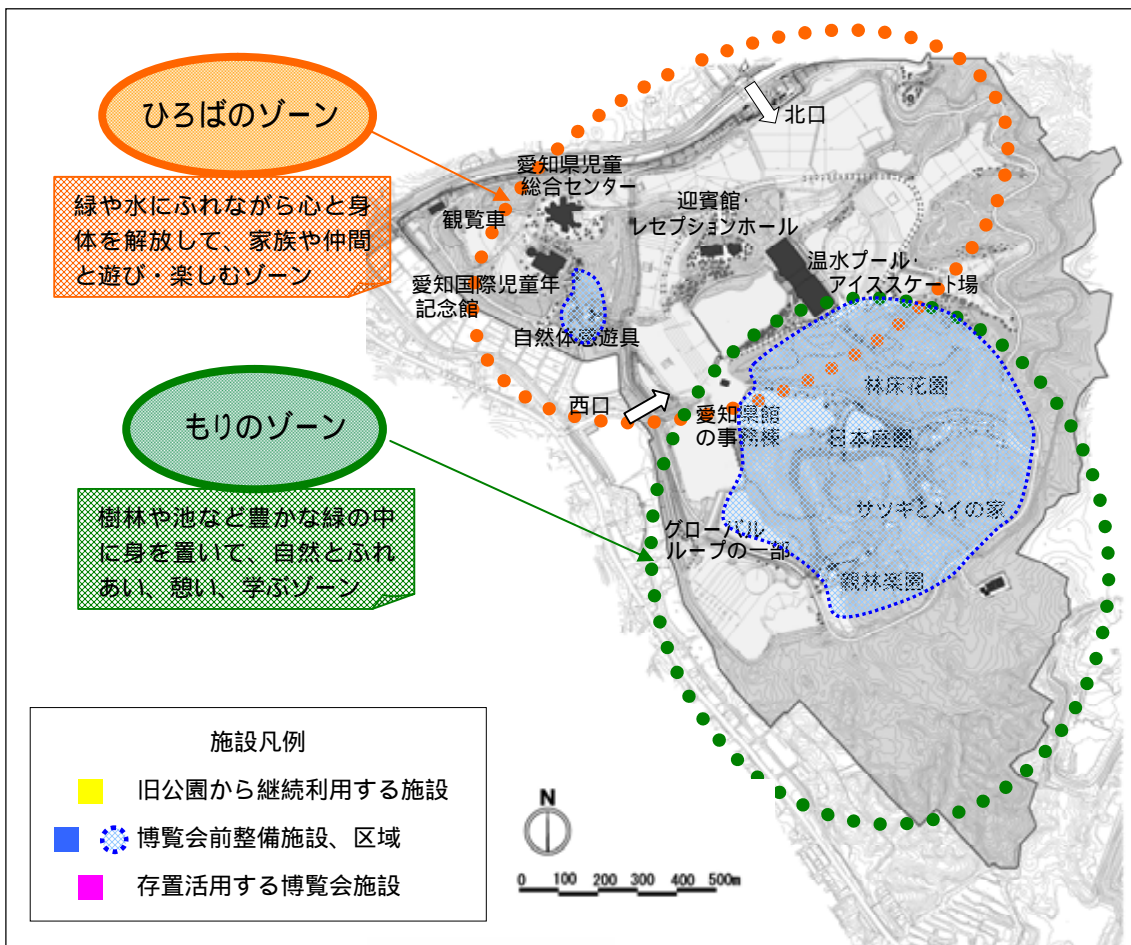 ひろばのゾーン
緑や水にふれながら心と身
体を解放して、家族や仲間
と遊び・楽しむゾーン
北口
愛知県児童
総合センター
観覧車
迎賓館・
レセプションホール
愛知国際児童年
記念館
温水プール・
アイススケート場
自然体感遊具
西口
林床花園
愛知県館
の事務棟
日本庭園
もりのゾーン
樹林や池など豊かな緑の中
に身を置いて、自然とふれ
あい、憩い、学ぶゾーン
サツキとメイの家
グローバル
ループの一部
親林楽園
施設凡例
旧公園から継続利用する施設
博覧会前整備施設、区域
存置活用する博覧会施設
N
0 100 200 300 400 500m